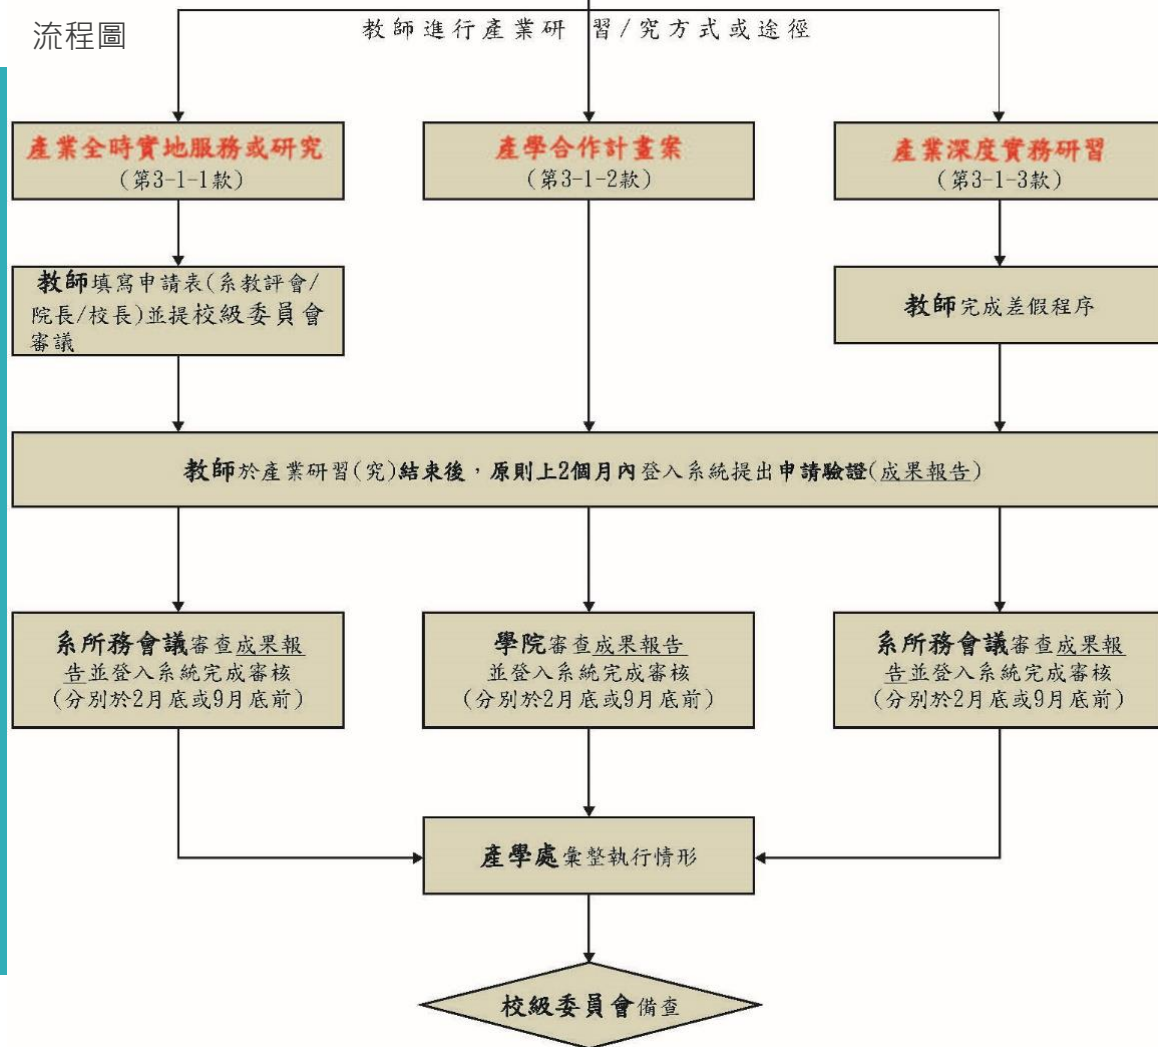 流程圖
教師進行產業研 習/究方式或途徑
產業全時實地服務或研究
(第3-1-1款)
產學合作計畫案
(第3-1-2款)
產業深度實務研習
(第3-1-3款)
教師填寫申請表(系教評會/
院長/校長)並提校級委員會
審議
教師完成差假程序
教師於產業研習(究)結束後，原則上2個月內登入系統提出申請驗證(成果報告)
系所務會議審查成果報
告並登入系統完成審核
(分別於2月底或9月底前)
學院審查成果報告
並登入系統完成審核
(分別於2月底或9月底前)
系所務會議審查成果報
告並登入系統完成審核
(分別於2月底或9月底前)
產學處彙整執行情形
校級委員會備查